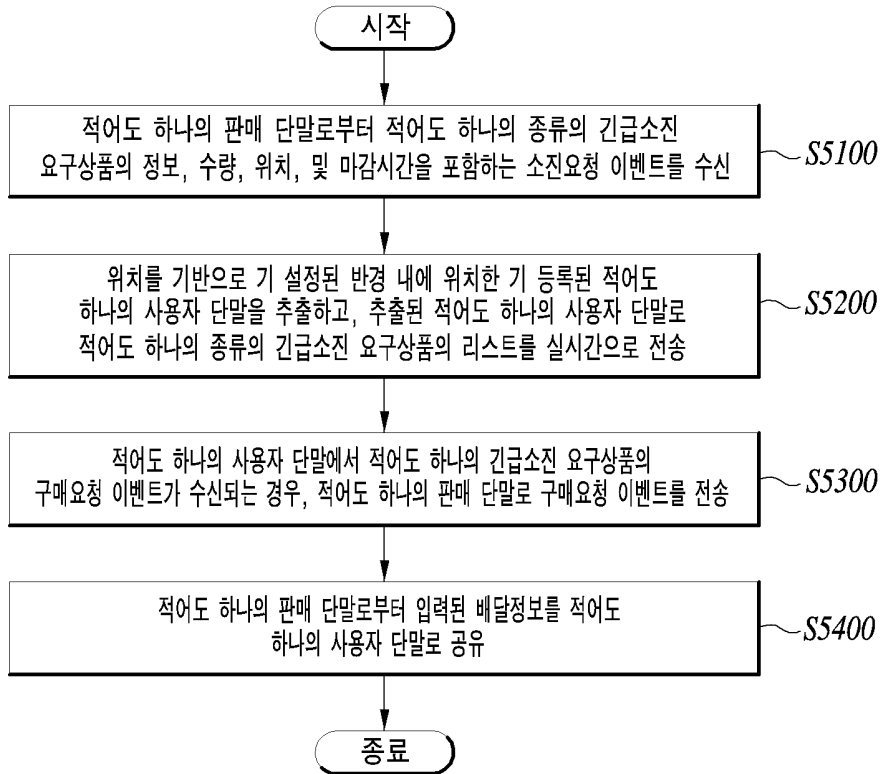 시작
적어도 하나의 판매 단말로부터 적어도 하나의 종류의 긴급소진
요구상품의 정보, 수량, 위치, 및 마감시간을 포함하는 소진요청 이벤트를 수신
S5100
위치를 기반으로 기 설정된 반경 내에 위치한 기 등록된 적어도
하나의 사용자 단말을 추출하고, 추출된 적어도 하나의 사용자 단말로
적어도 하나의 종류의 긴급소진 요구상품의 리스트를 실시간으로 전송
S5200
적어도 하나의 사용자 단말에서 적어도 하나의 긴급소진 요구상품의
구매요청 이벤트가 수신되는 경우, 적어도 하나의 판매 단말로 구매요청 이벤트를 전송
S5300
적어도 하나의 판매 단말로부터 입력된 배달정보를 적어도
하나의 사용자 단말로 공유
S5400
종료